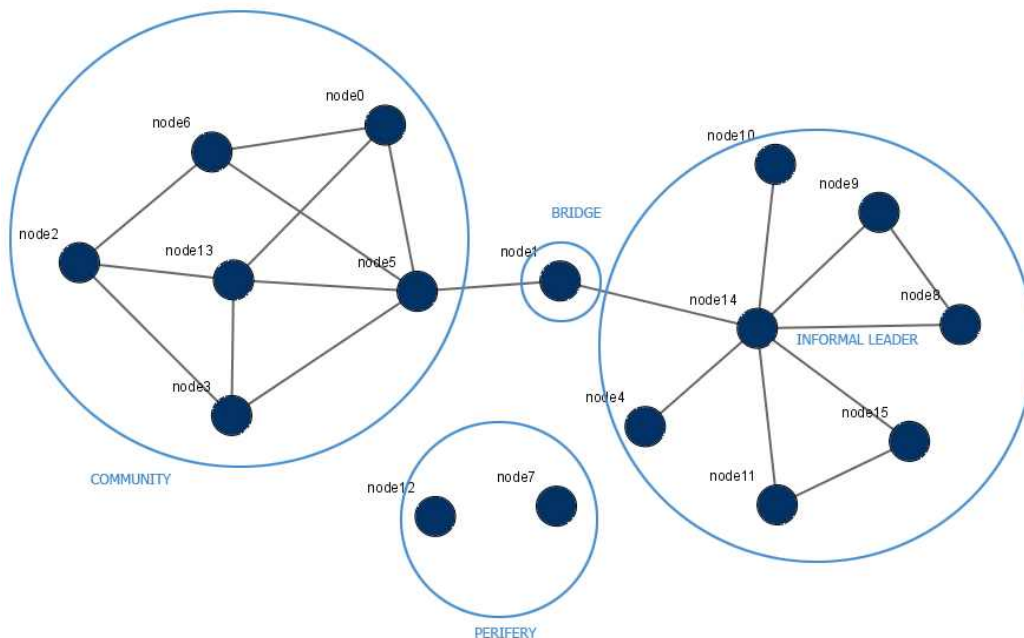 node0
node6
node10
node9
BRIDGE
node2
node13
node5
node1
node14
node8
INFORMAL LEADER
node3
node4
node15
COMMUNITY
node12
node7
node11
PERIFERY